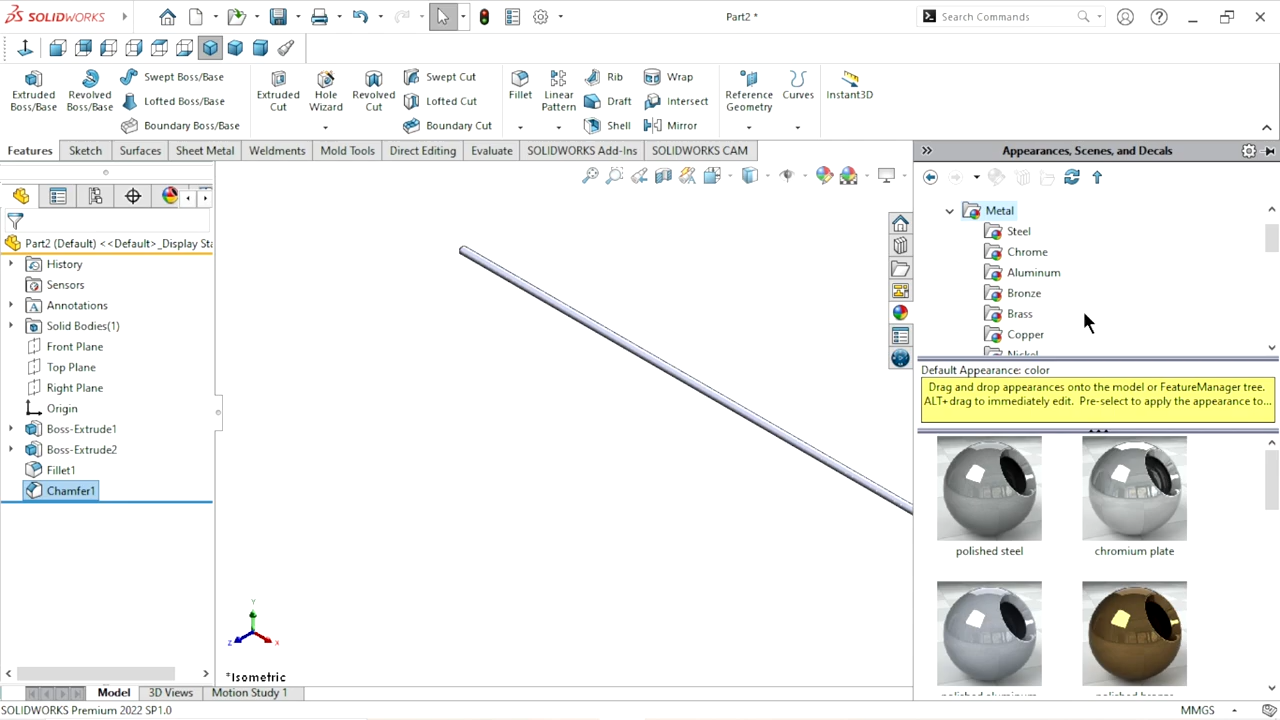 SOLIDWORKS
Part2 *
Search Commands
Extruded Boss/Base
Revolved Boss/Base
Swept Boss/Base
Lofted Boss/Base
Boundary Boss/Base
Extruded Cut
Hole Wizard
Revolved Cut
Swept Cut
Lofted Cut
Boundary Cut
Fillet
Linear Pattern
Rib
Draft
Shell
Wrap
Intersect
Mirror
Reference Geometry
Curves
Instant3D
Features
Sketch
Surfaces
Sheet Metal
Weldments
Mold Tools
Direct Editing
Evaluate
SOLIDWORKS Add-Ins
SOLIDWORKS CAM
Appearances, Scenes, and Decals
Part2 (Default) <<Default>_Display Sta
History
Sensors
Annotations
Solid Bodies(1)
Front Plane
Top Plane
Right Plane
Origin
Boss-Extrude1
Boss-Extrude2
Fillet1
Chamfer1
Y
Z
X
*Isometric
Metal
Steel
Chrome
Aluminum
Bronze
Brass
Copper
Nickel
Default Appearance: color
Drag and drop appearances onto the model or FeatureManager tree.
ALT+drag to immediately edit. Pre-select to apply the appearance to...
polished steel
chromium plate
polished aluminum
polished bronze
Model
3D Views
Motion Study 1
SOLIDWORKS Premium 2022 SP1.0
MMGS